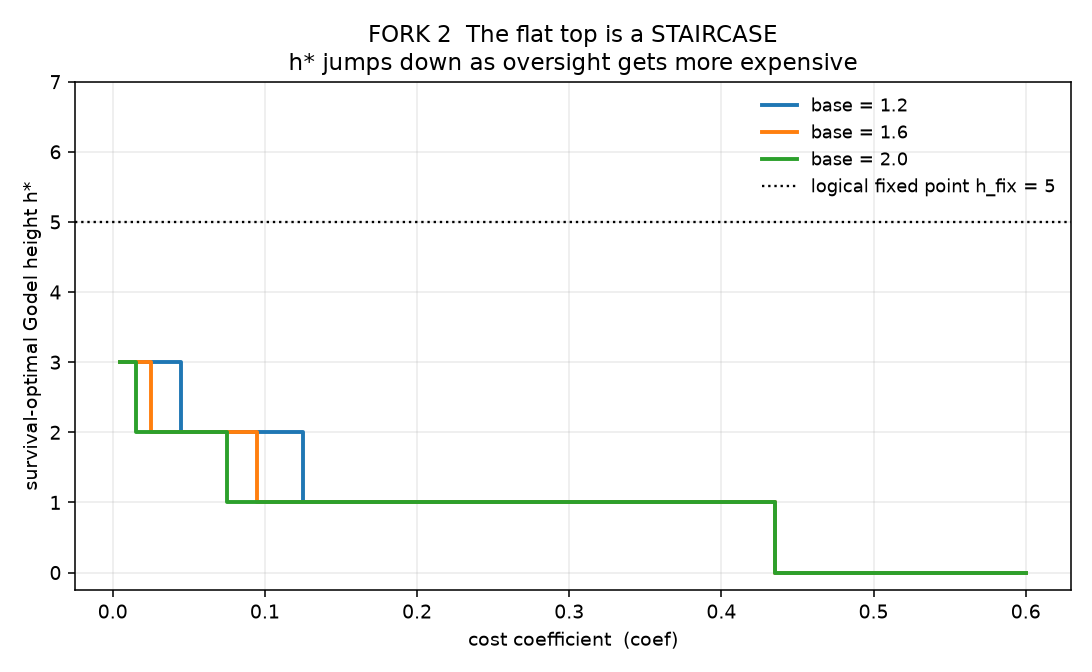 FORK 2  The flat top is a STAIRCASE
h* jumps down as oversight gets more expensive
base = 1.2
base = 1.6
base = 2.0
logical fixed point h_fix = 5
survival-optimal Godel height h*
7
6
5
4
3
2
1
0
0.0 0.1 0.2 0.3 0.4 0.5 0.6
cost coefficient  (coef)